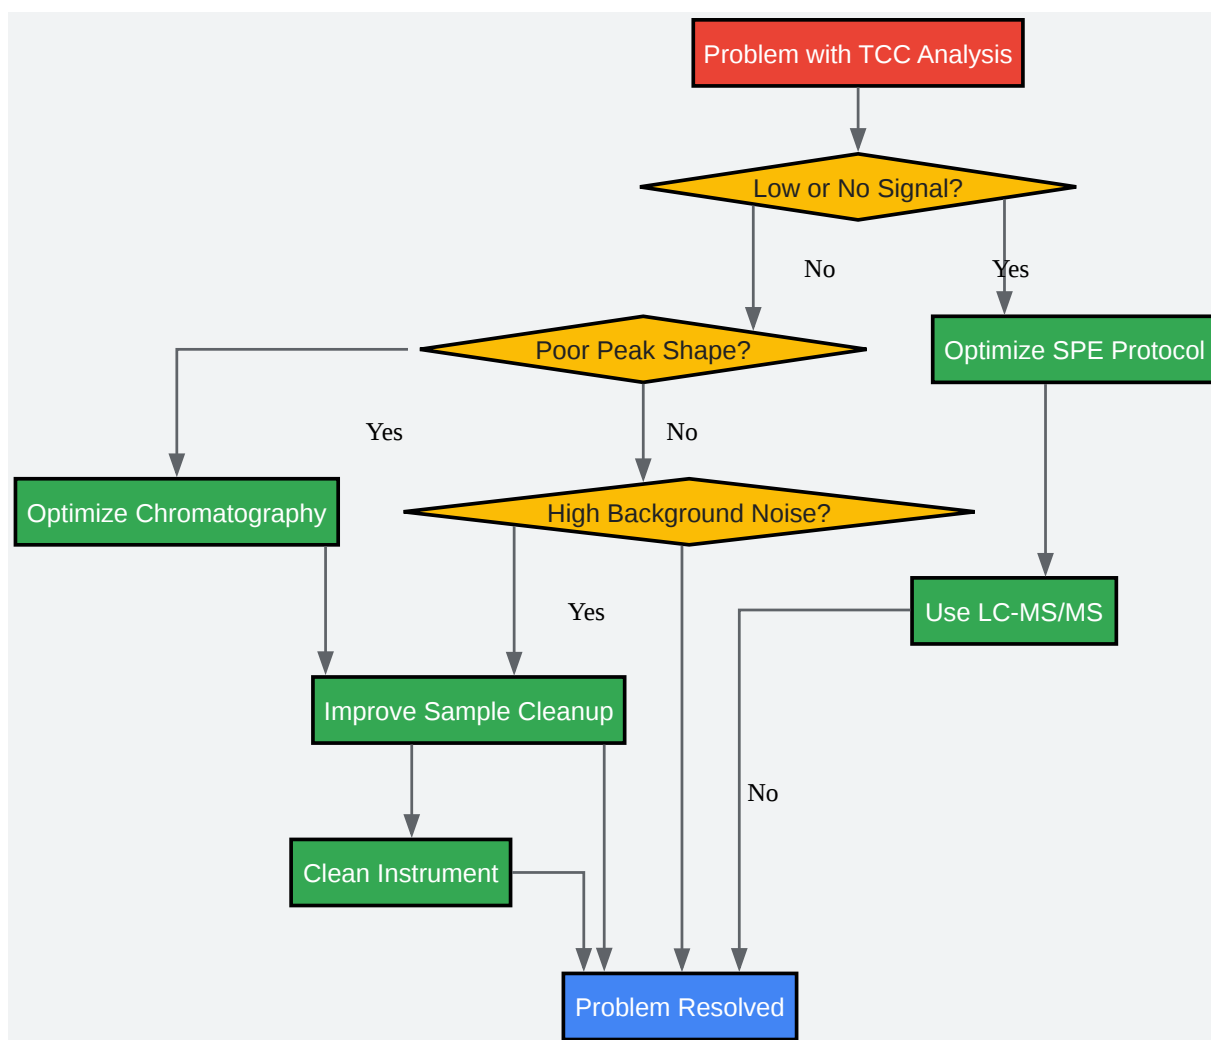 Problem with TCC Analysis
Low or No Signal?
No
Yes
Poor Peak Shape?
Optimize SPE Protocol
Yes
No
Optimize Chromatography
High Background Noise?
Yes
Use LC-MS/MS
Improve Sample Cleanup
No
Clean Instrument
Problem Resolved